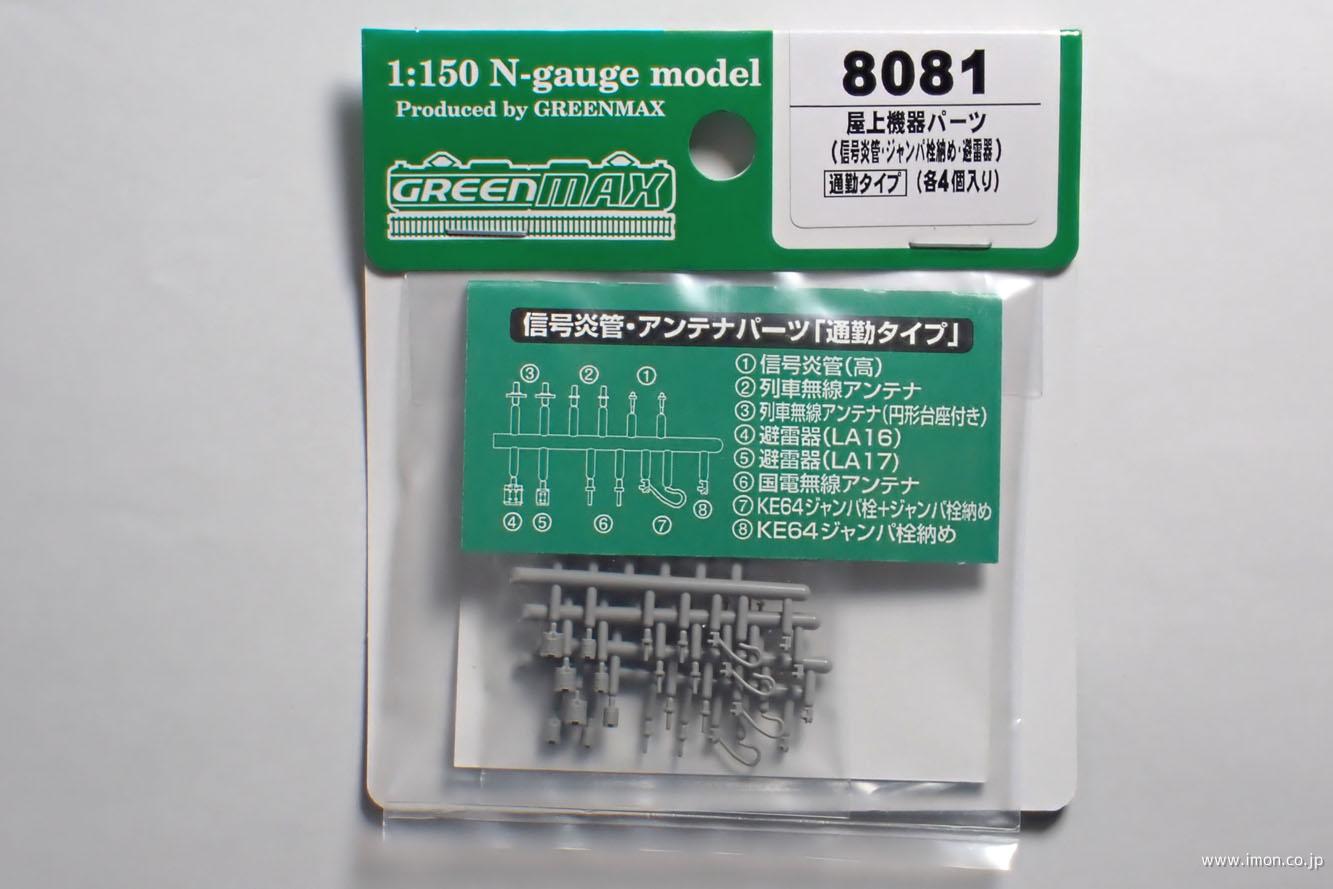 1:150 N-gauge model
Produced by GREENMAX
GREENMAX
8081
屋上機器パーツ
(信号炎管・ジャンパ栓納め・避雷器)
通勤タイプ (各4個入り)
信号炎管・アンテナパーツ「通勤タイプ」
③ ② ①
④ ⑤ ⑥ ⑦ ⑧
①信号炎管(高)
②列車無線アンテナ
③列車無線アンテナ(円形台座付き)
④避雷器(LA16)
⑤避雷器(LA17)
⑥国電無線アンテナ
⑦KE64ジャンパ栓+ジャンパ栓納め
⑧KE64ジャンパ栓納め
www.imon.co.jp